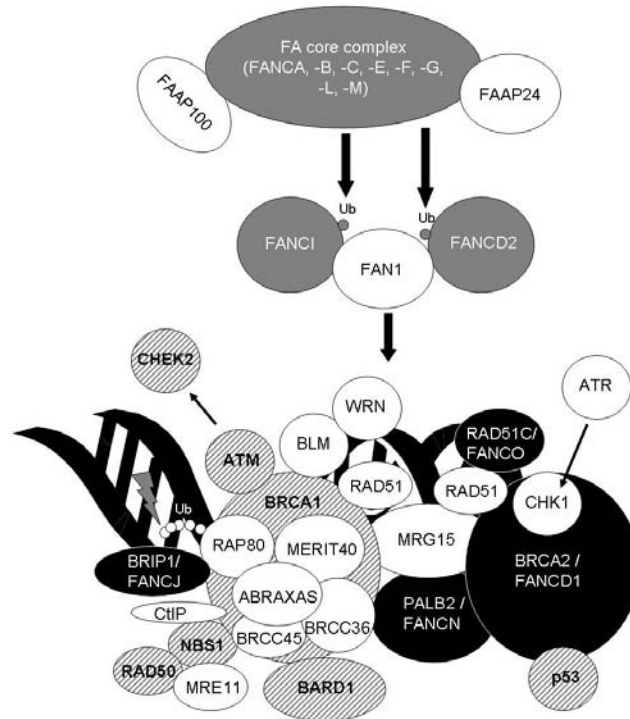 FA core complex
(FANCA, -B, -C, -E, -F, -G,
-L, -M)
FAAP100
FAAP24
Ub
Ub
FANCI
FANCD2
FAN1
CHEK2
ATR
WRN
RAD51C/
FANCO
BLM
ATM
RAD51
RAD51
CHK1
BRCA1
Ub
RAP80
MERIT40
MRG15
BRCA2 /
FANCD1
BRIP1/
FANCJ
ABRAXAS
PALB2 /
FANCN
CtIP
BRCC36
BRCC45
NBS1
RAD50
MRE11
BARD1
p53